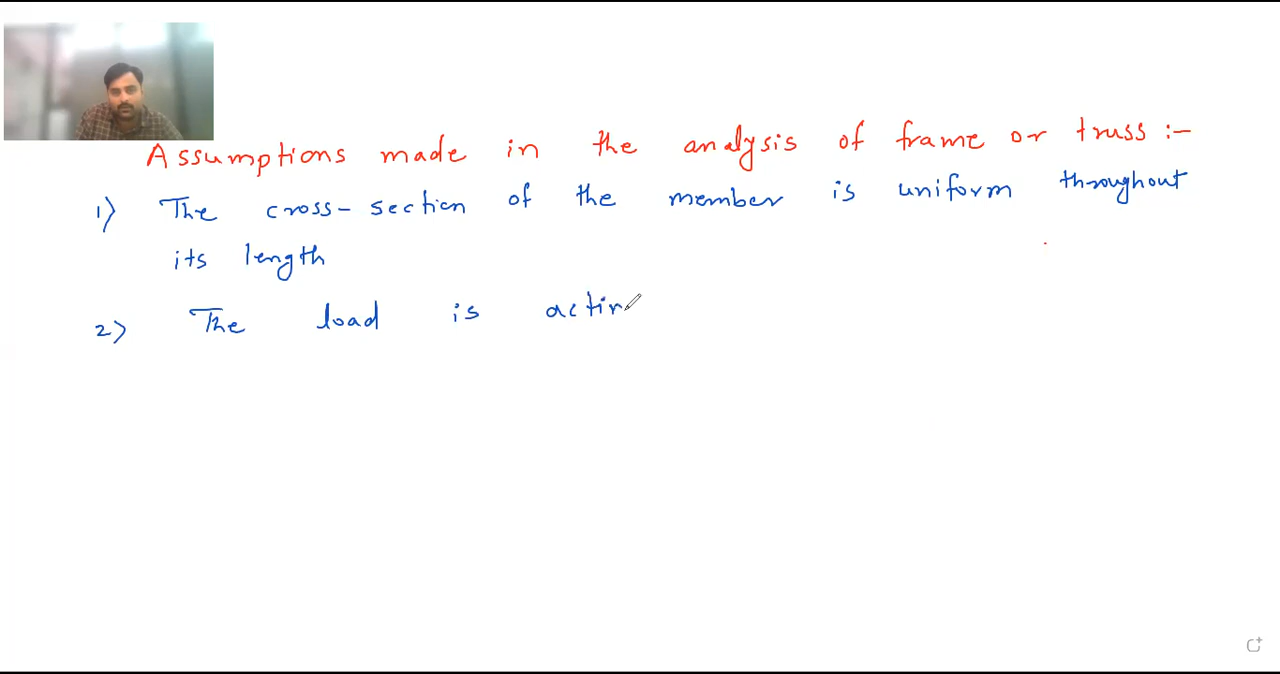 Assumptions made in the analysis of frame or truss :-
1) The cross-section of the member is uniform throughout
its length
2) The load is actin